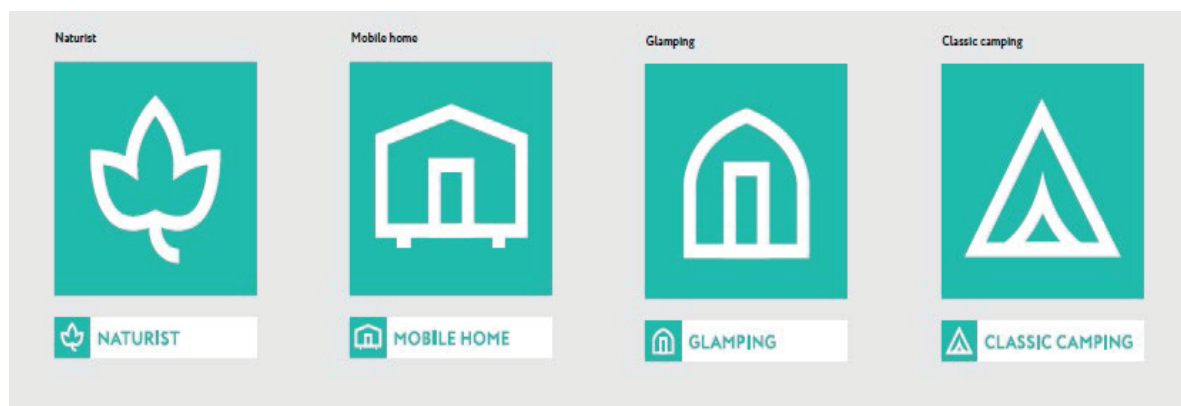 Naturist
Mobile home
Glamping
Classic camping
NATURIST
MOBILE HOME
GLAMPING
CLASSIC CAMPING